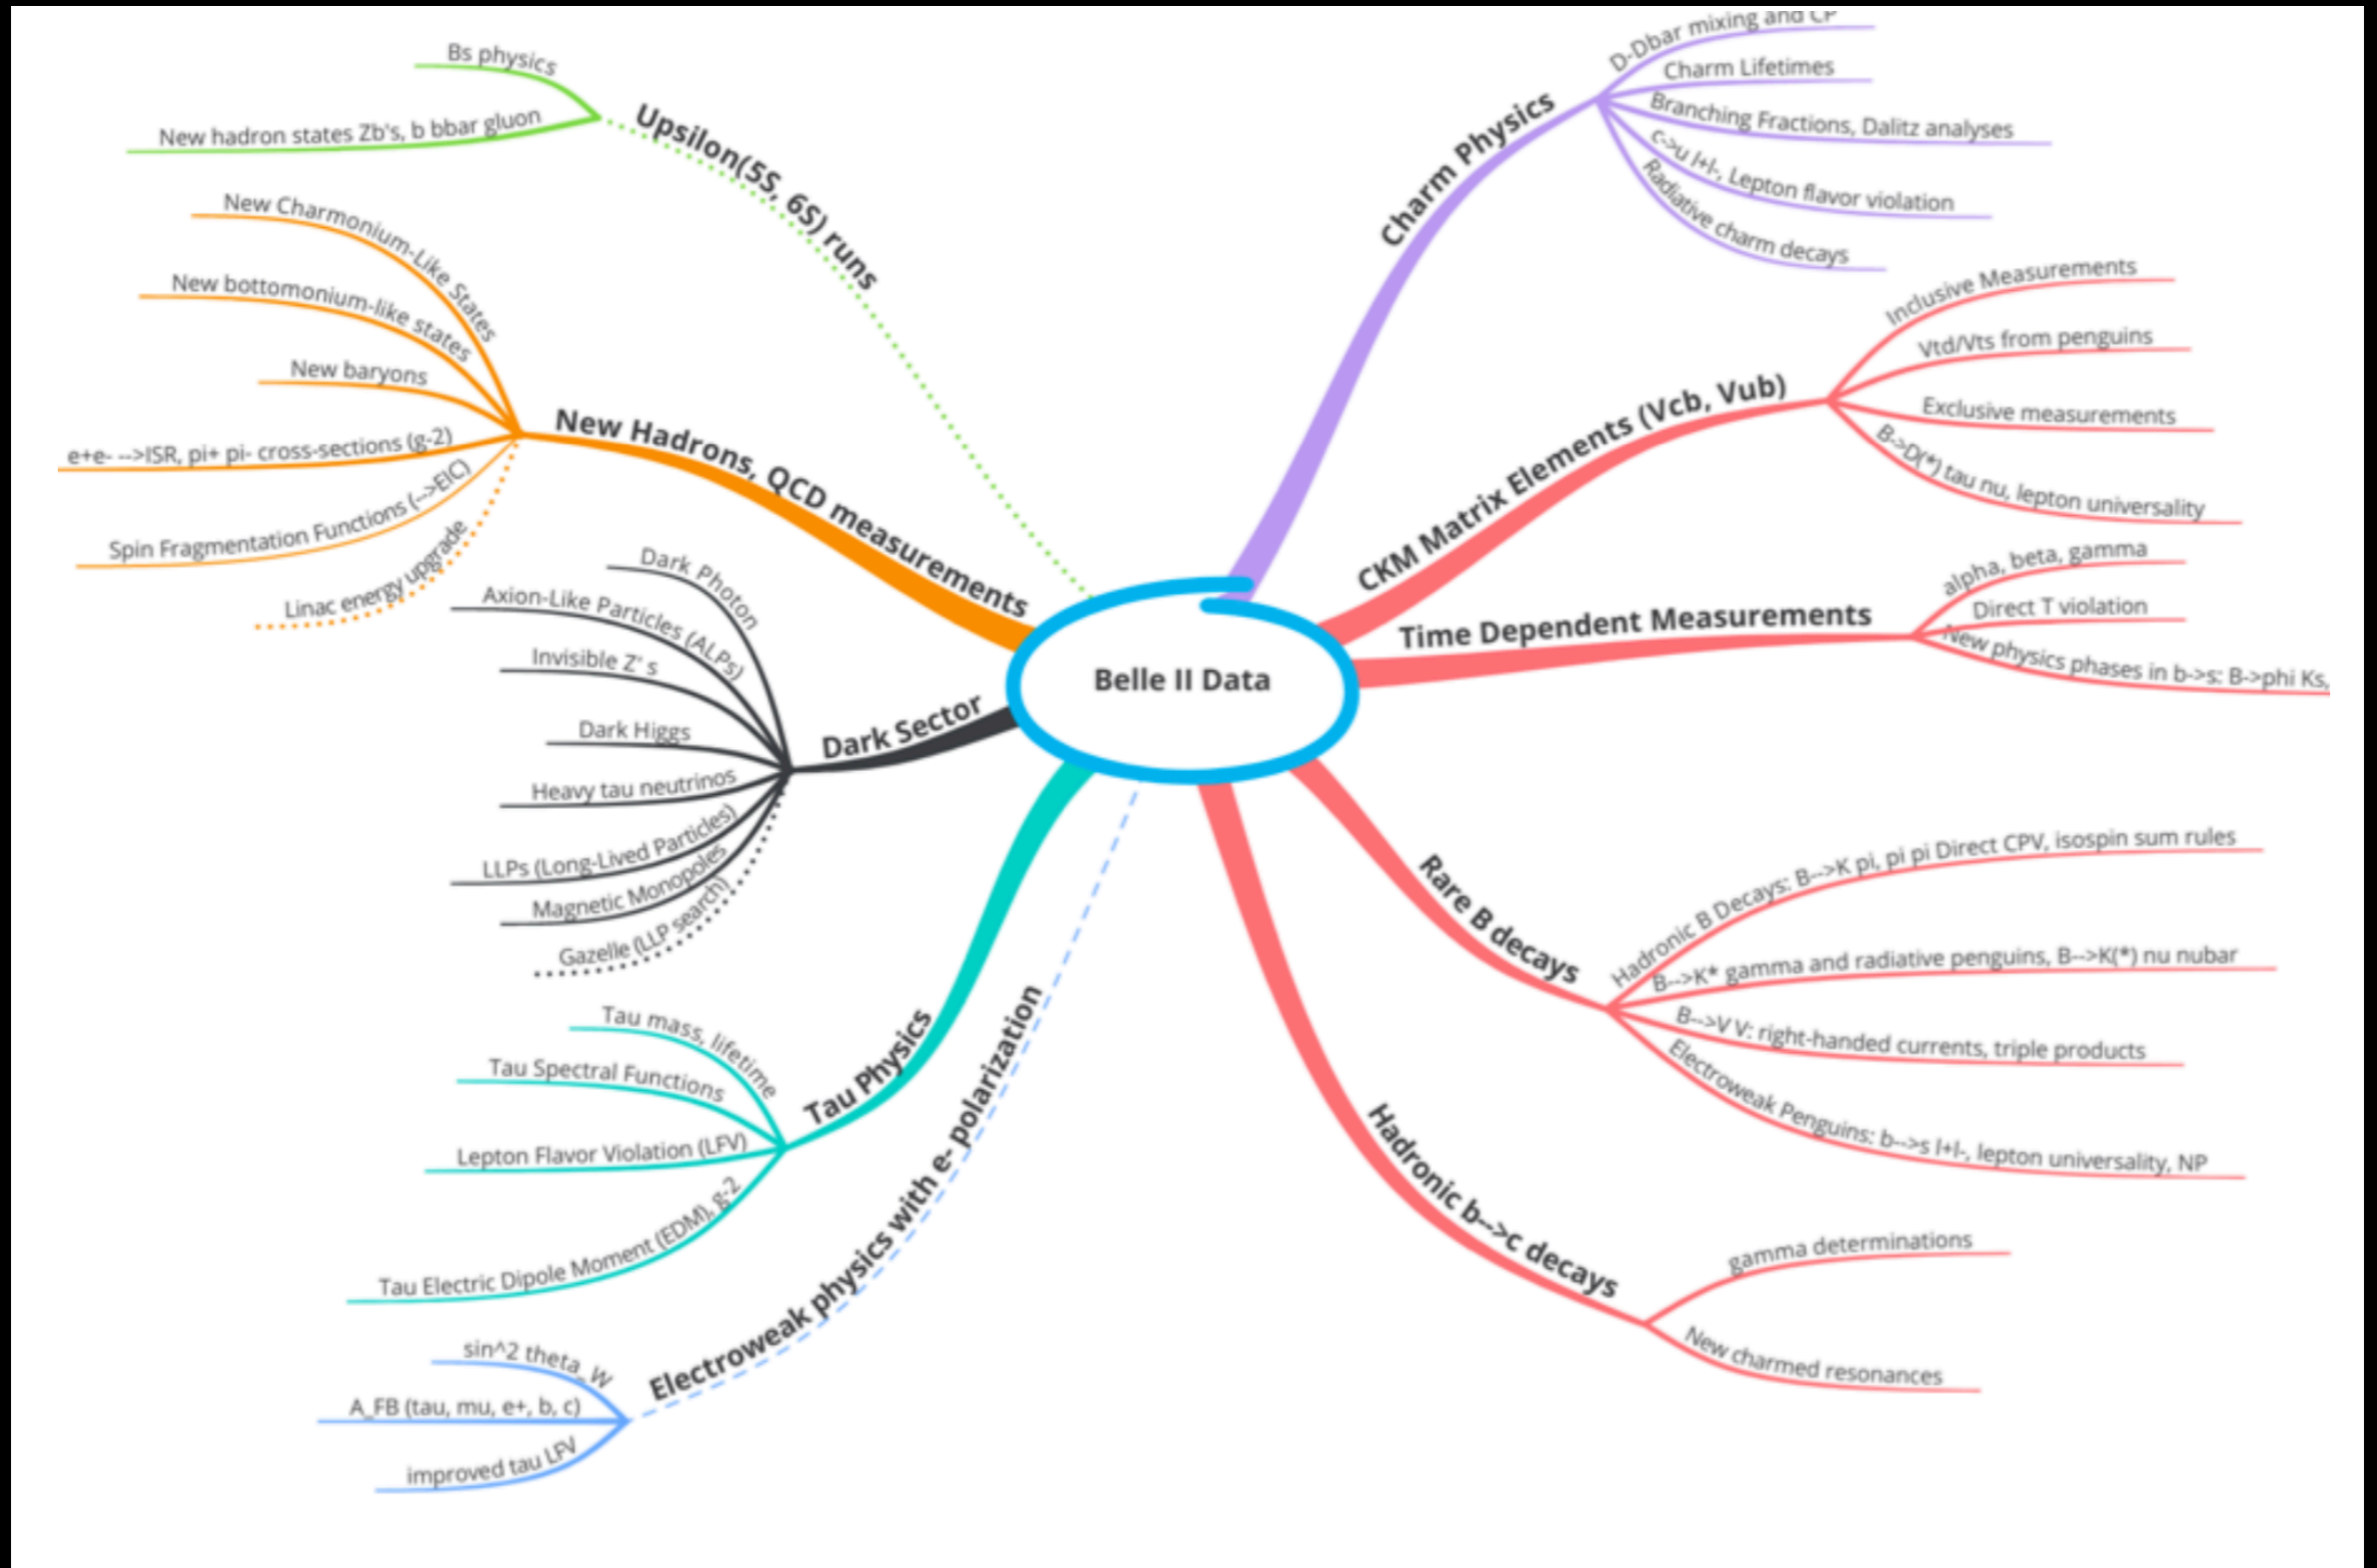 Belle II Data
Upsilon(5S, 6S) runs
Bs physics
New hadron states Zb's, b bbar gluon
New Hadrons, QCD measurements
New Charmonium-Like States
New bottomonium-like states
New baryons
e+e- -->ISR, pi+ pi- cross-sections (g-2)
Spin Fragmentation Functions (-->EIC)
Linac energy upgrade
Dark Sector
Dark Photon
Axion-Like Particles (ALPs)
Invisible Z' s
Dark Higgs
Heavy tau neutrinos
LLPs (Long-Lived Particles)
Magnetic Monopoles
Gazelle (LLP search)
Tau Physics
Tau mass, lifetime
Tau Spectral Functions
Lepton Flavor Violation (LFV)
Tau Electric Dipole Moment (EDM), g-2
Electroweak physics with e- polarization
sin^2 theta_W
A_FB (tau, mu, e+, b, c)
improved tau LFV
Charm Physics
D-Dbar mixing and CP
Charm Lifetimes
Branching Fractions, Dalitz analyses
c->u l+l-, Lepton flavor violation
Radiative charm decays
CKM Matrix Elements (Vcb, Vub)
Inclusive Measurements
Vtd/Vts from penguins
Exclusive measurements
B->D(*) tau nu, lepton universality
Time Dependent Measurements
alpha, beta, gamma
Direct T violation
New physics phases in b->s: B->phi Ks,
Rare B decays
Hadronic B Decays: B-->K pi, pi pi Direct CPV, isospin sum rules
B-->K* gamma and radiative penguins, B-->K(*) nu nubar
B-->V V: right-handed currents, triple products
Electroweak Penguins: b-->s l+l-, lepton universality, NP
Hadronic b-->c decays
gamma determinations
New charmed resonances